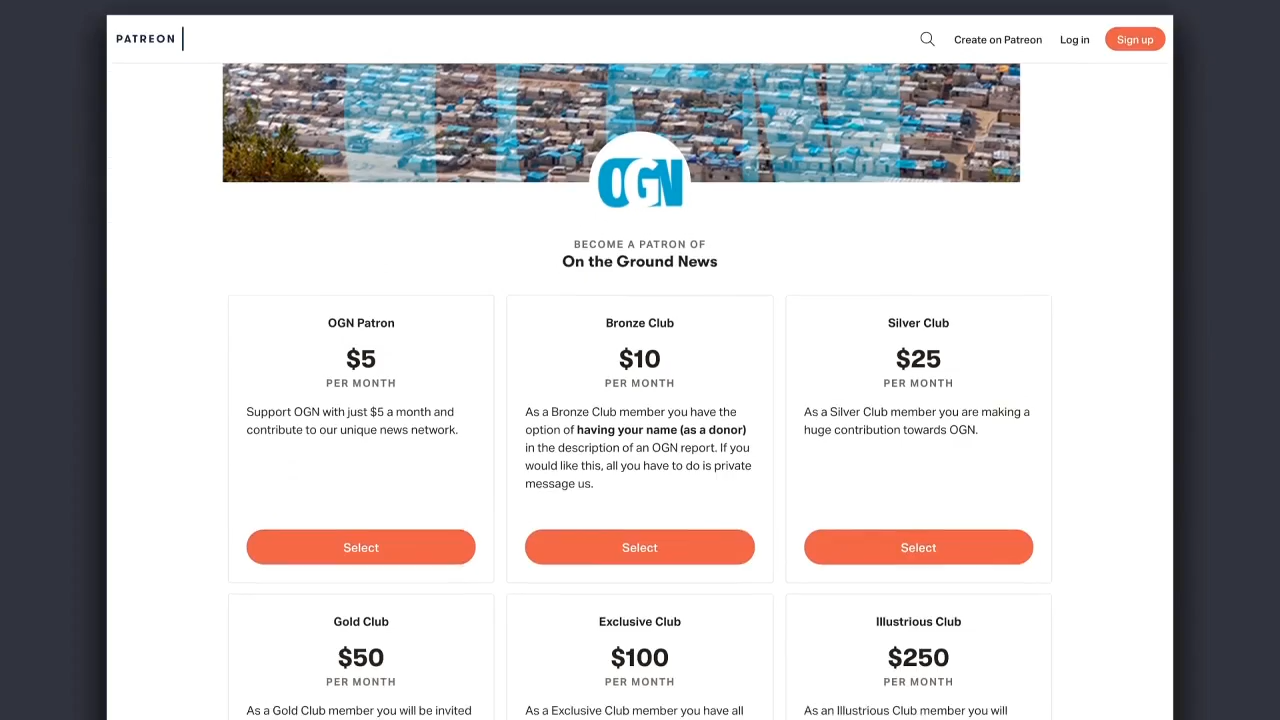 PATREON
Create on Patreon
Log in
Sign up
OGN
BECOME A PATRON OF
On the Ground News
OGN Patron
$5
PER MONTH
Support OGN with just $5 a month and
contribute to our unique news network.
Select
Bronze Club
$10
PER MONTH
As a Bronze Club member you have the
option of having your name (as a donor)
in the description of an OGN report. If you
would like this, all you have to do is private
message us.
Select
Silver Club
$25
PER MONTH
As a Silver Club member you are making a
huge contribution towards OGN.
Select
Gold Club
$50
PER MONTH
As a Gold Club member you will be invited
Exclusive Club
$100
PER MONTH
As a Exclusive Club member you have all
Illustrious Club
$250
PER MONTH
As an Illustrious Club member you will